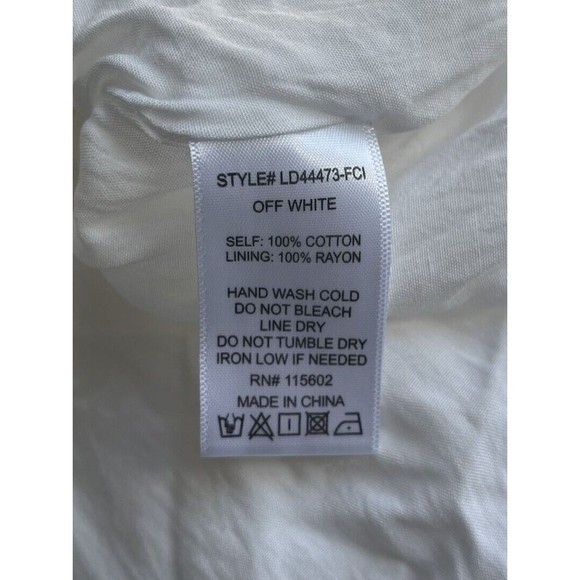 STYLE# LD44473-FCI
OFF WHITE
SELF: 100% COTTON
LINING: 100% RAYON
HAND WASH COLD
DO NOT BLEACH
LINE DRY
DO NOT TUMBLE DRY
IRON LOW IF NEEDED
RN# 115602
MADE IN CHINA